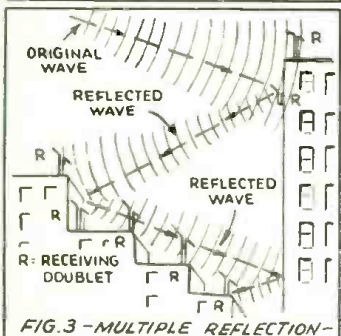 ORIGINAL
WAVE
R
REFLECTED
WAVE
R
R
REFLECTED
WAVE
R
R
R
R
R= RECEIVING
DOUBLET
FIG.3 - MULTIPLE REFLECTION-